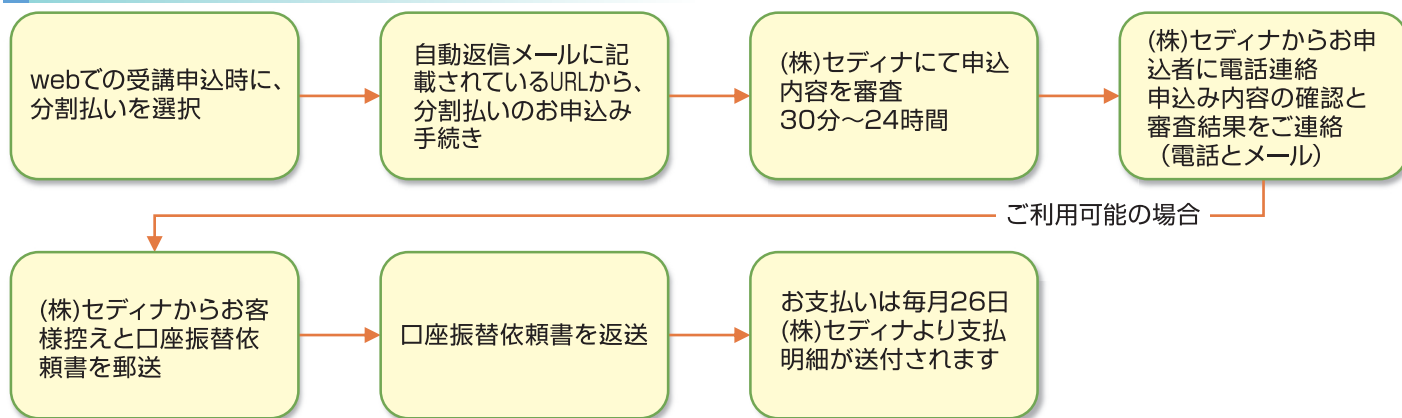 webでの受講申込時に、
分割払いを選択
自動返信メールに記
載されているURLから、
分割払いのお申込み
手続き
(株)セディナにて申込
内容を審査
30分～24時間
(株)セディナからお申
込者に電話連絡
申込み内容の確認と
審査結果をご連絡
（電話とメール）
ご利用可能の場合
(株)セディナからお客
様控えと口座振替依
頼書を郵送
口座振替依頼書を返送
お支払いは毎月26日
(株)セディナより支払
明細が送付されます